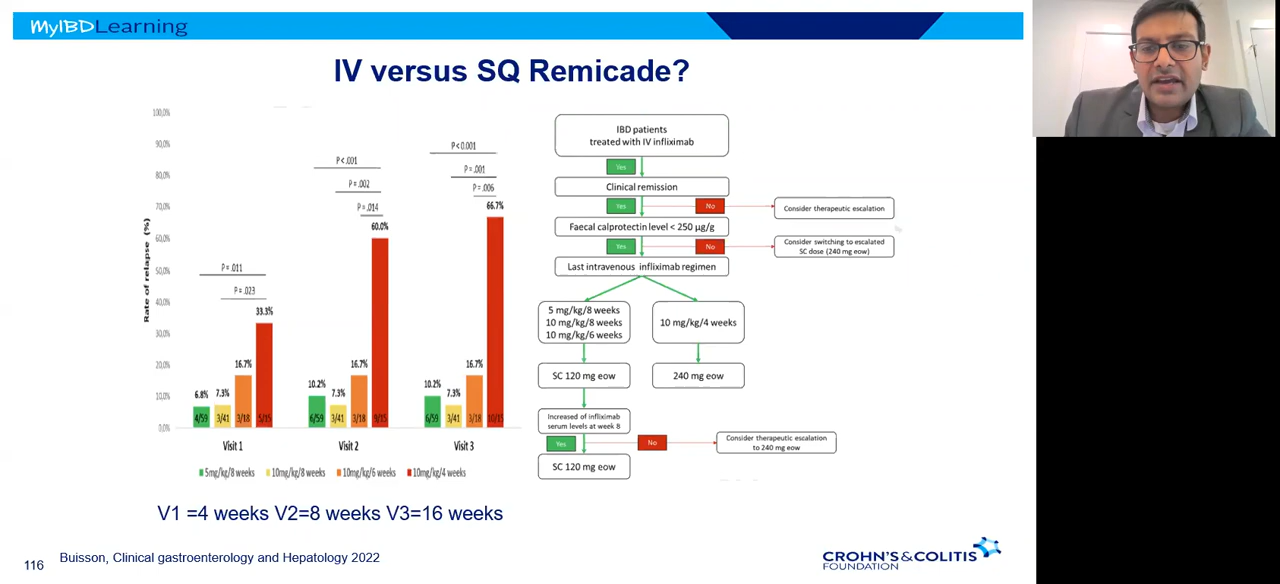 MyIBDLearning
IV versus SQ Remicade?
Rate of relapse (%)
100,0%
90,0%
80,0%
70,0%
60,0%
50,0%
40,0%
30,0%
20,0%
10,0%
0,0%
P = .011
P = .023
6.8%
7.3%
16.7%
33.3%
4/59
3/41
3/18
5/15
Visit 1
P < .001
P = .002
P = .014
10.2%
7.3%
16.7%
60.0%
6/59
3/41
3/18
9/15
Visit 2
P < 0.001
P = .001
P = .006
10.2%
7.3%
16.7%
66.7%
6/59
3/41
3/18
10/15
Visit 3
5mg/kg/8 weeks
10mg/kg/8 weeks
10mg/kg/6 weeks
10mg/kg/4 weeks
IBD patients
treated with IV infliximab
Yes
Clinical remission
Yes
No
Consider therapeutic escalation
Faecal calprotectin level < 250 µg/g
Yes
No
Consider switching to escalated
SC dose (240 mg eow)
Last intravenous infliximab regimen
5 mg/kg/8 weeks
10 mg/kg/8 weeks
10 mg/kg/6 weeks
10 mg/kg/4 weeks
SC 120 mg eow
240 mg eow
Increased of infliximab
serum levels at week 8
Yes
No
Consider therapeutic escalation
to 240 mg eow
SC 120 mg eow
V1 =4 weeks V2=8 weeks V3=16 weeks
116
Buisson, Clinical gastroenterology and Hepatology 2022
CROHN'S & COLITIS
FOUNDATION